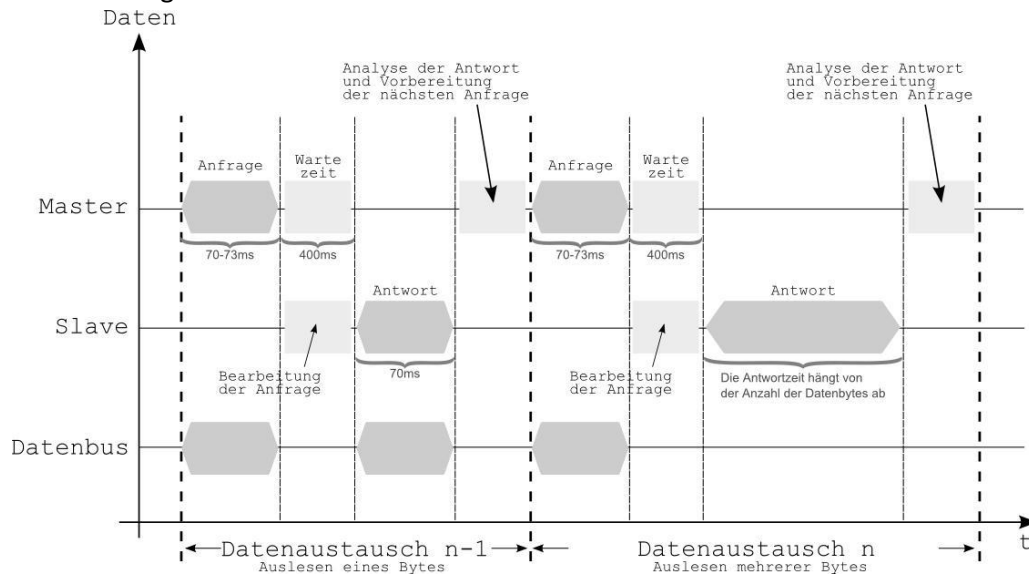 Daten
Analyse der Antwort
und Vorbereitung
der nächsten Anfrage
Analyse der Antwort
und Vorbereitung
der nächsten Anfrage
Anfrage
Warte
zeit
Anfrage
Warte
zeit
Master
70-73ms
400ms
70-73ms
400ms
Antwort
Antwort
Slave
Bearbeitung
der Anfrage
70ms
Bearbeitung
der Anfrage
Die Antwortzeit hängt von
der Anzahl der Datenbytes ab
Datenbus
t
Datenaustausch n-1
Auslesen eines Bytes
Datenaustausch n
Auslesen mehrerer Bytes